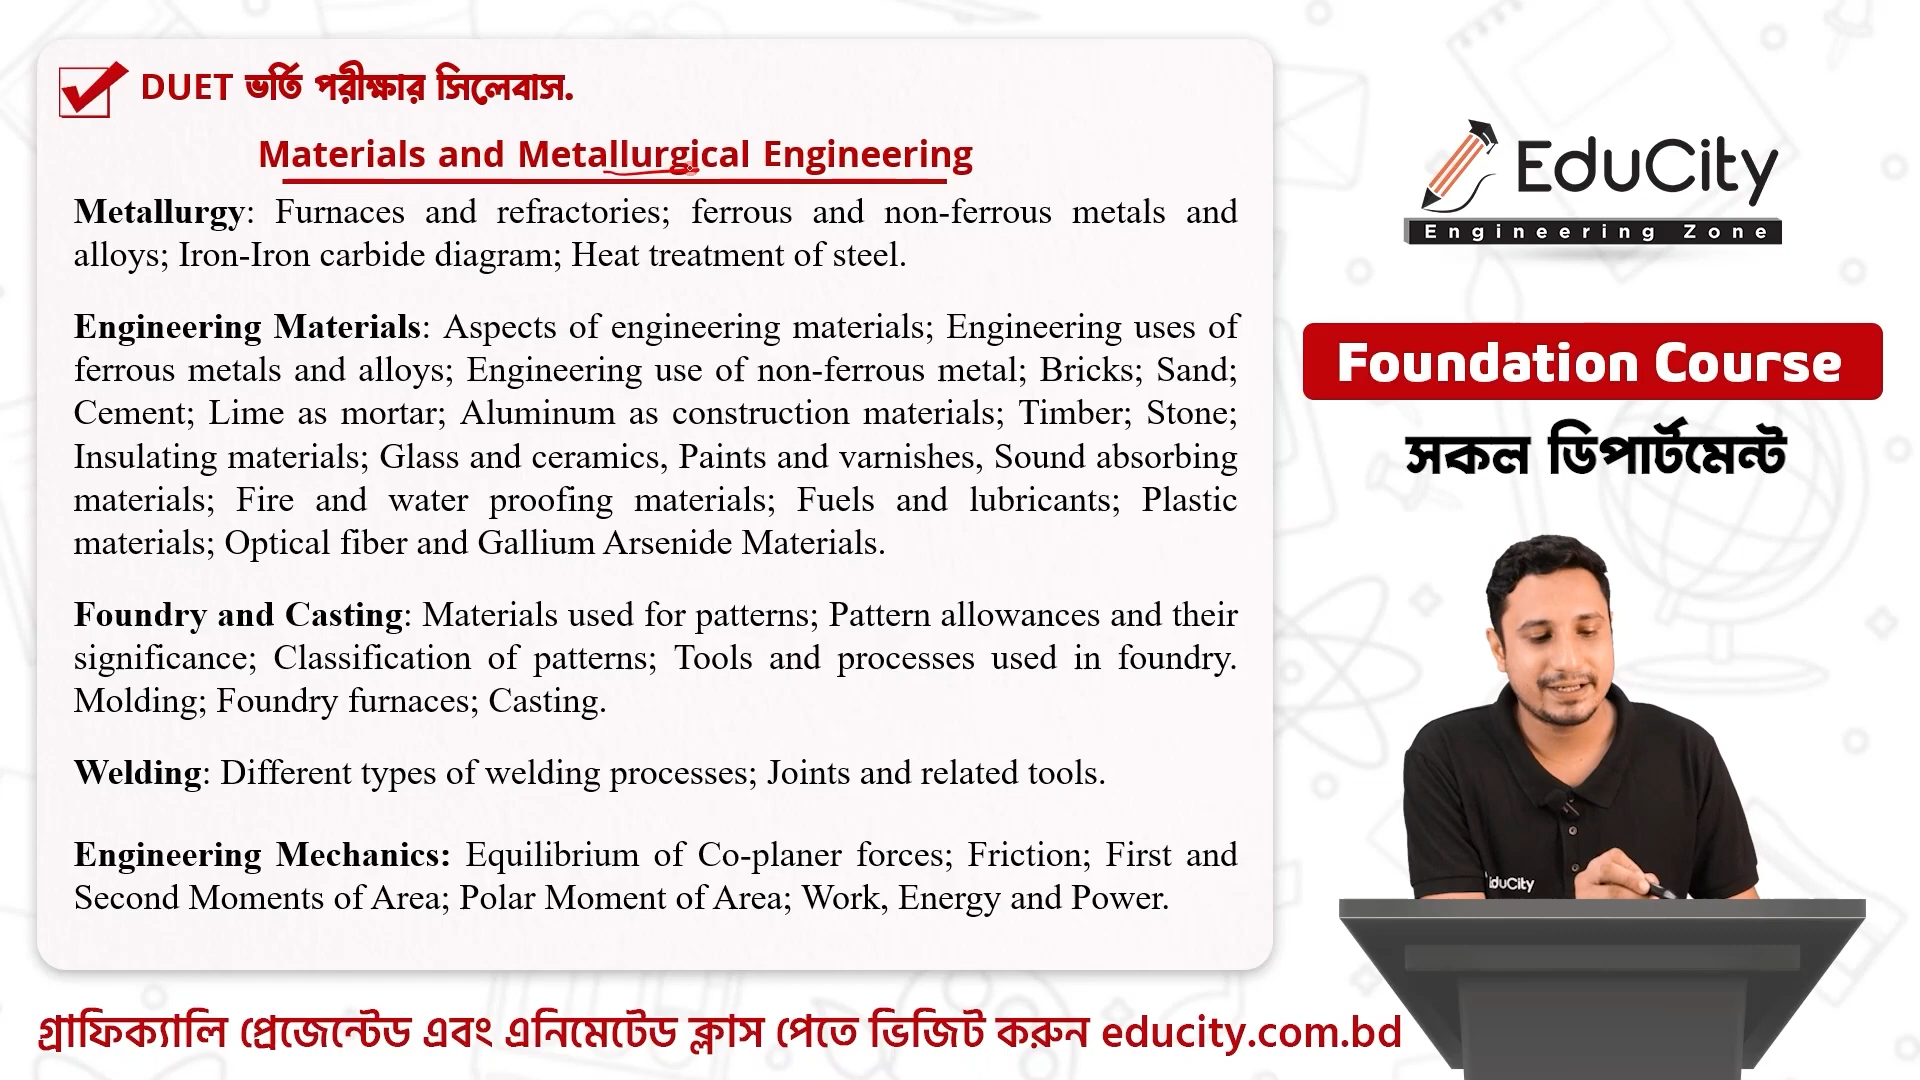 DUET ভর্তি পরীক্ষার সিলেবাস.
Materials and Metallurgical Engineering
Metallurgy: Furnaces and refractories; ferrous and non-ferrous metals and
alloys; Iron-Iron carbide diagram; Heat treatment of steel.
Engineering Materials: Aspects of engineering materials; Engineering uses of
ferrous metals and alloys; Engineering use of non-ferrous metal; Bricks; Sand;
Cement; Lime as mortar; Aluminum as construction materials; Timber; Stone;
Insulating materials; Glass and ceramics, Paints and varnishes, Sound absorbing
materials; Fire and water proofing materials; Fuels and lubricants; Plastic
materials; Optical fiber and Gallium Arsenide Materials.
Foundry and Casting: Materials used for patterns; Pattern allowances and their
significance; Classification of patterns; Tools and processes used in foundry.
Molding; Foundry furnaces; Casting.
Welding: Different types of welding processes; Joints and related tools.
Engineering Mechanics: Equilibrium of Co-planer forces; Friction; First and
Second Moments of Area; Polar Moment of Area; Work, Energy and Power.
EduCity
Engineering Zone
Foundation Course
সকল ডিপার্টমেন্ট
EduCity
গ্রাফিক্যালি প্রেজেন্টেড এবং এনিমেটেড ক্লাস পেতে ভিজিট করুন educity.com.bd